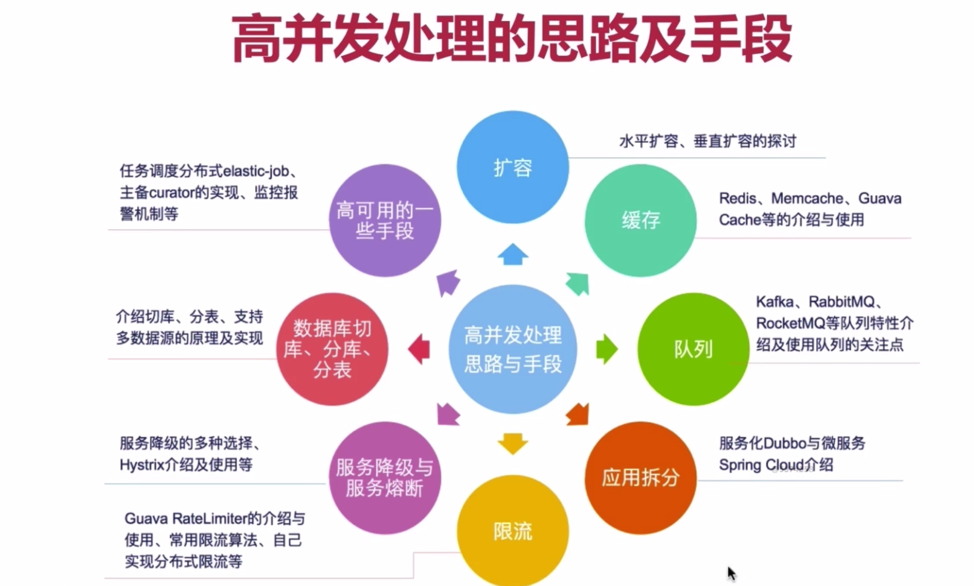 高并发处理的思路及手段
扩容
水平扩容、垂直扩容的探讨
缓存
Redis、Memcache、Guava
Cache等的介绍与使用
队列
Kafka、RabbitMQ、
RocketMQ等队列特性介
绍及使用队列的关注点
应用拆分
服务化Dubbo与微服务
Spring Cloud介绍
限流
Guava RateLimiter的介绍与
使用、常用限流算法、自己
实现分布式限流等
服务降级与
服务熔断
服务降级的多种选择、
Hystrix介绍及使用等
数据库切
库、分库、
分表
介绍切库、分表、支持
多数据源的原理及实现
高可用的一
些手段
任务调度分布式elastic-job、
主备curator的实现、监控报
警机制等
高并发处理
思路与手段